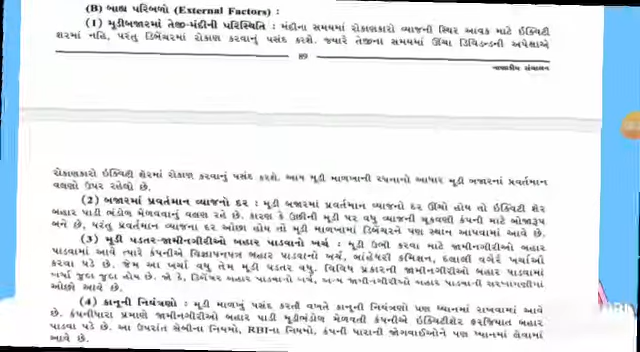 (B) બાહ્ય પરિબળો (External Factors) :
(1) મૂડીબજારમાં તેજી-મંદીની પરિસ્થિતિ : મંદીના સમયમાં રોકાણકારો વ્યાજની સ્થિર આવક માટે ઇક્વિટી
શેરમાં નહિ, પરંતુ ડિબેંચરમાં રોકાણ કરવાનું પસંદ કરશે. જ્યારે તેજીના સમયમાં ઊંચા ડિવિડન્ડની અપેક્ષાએ
89
નાણાકીય સંચાલન
રોકાણકારો ઇક્વિટી શેરમાં રોકાણ કરવાનું પસંદ કરશે. આમ મૂડી માળખાની રચનાનો આધાર મૂડી બજારનાં પ્રવર્તમાન
વલણો ઉપર રહેલો છે.
(2) બજારમાં પ્રવર્તમાન વ્યાજનો દર : મૂડી બજારમાં પ્રવર્તમાન વ્યાજનો દર ઊંચો હોય તો ઇક્વિટી શેર
બહાર પાડી ભંડોળ મેળવવાનું વલણ રહે છે. કારણ કે ઉછીની મૂડી પર વધુ વ્યાજની ચૂકવણી કંપની માટે બોજારૂપ
બને છે, પરંતુ પ્રવર્તમાન વ્યાજના દર ઓછા હોય તો મૂડી માળખામાં ડિબેંચરને પણ સ્થાન આપવામાં આવે છે.
(3) મૂડી પડતર-જામીનગીરીઓ બહાર પાડવાનો ખર્ચ : મૂડી ઉભી કરવા માટે જામીનગીરીઓ બહાર
પાડવામાં આવે ત્યારે કંપનીએ વિજ્ઞાપનપત્ર બહાર પાડવાનો ખર્ચ, બાંહેધરી કમિશન, દલાલી વગેરે ખર્ચાઓ
કરવા પડે છે. જેમ આ ખર્ચા વધુ તેમ મૂડી પડતર વધુ. વિવિધ પ્રકારની જામીનગીરીઓ બહાર પાડવામાં
ખર્ચા જુદા જુદા હોય છે. જો કે, ડિબેંચર બહાર પાડવાનો ખર્ચ, અન્ય જામીનગીરીઓ બહાર પાડવાની સરખામણીમાં
ઓછો આવે છે.
(4) કાનૂની નિયંત્રણો : મૂડી માળખું પસંદ કરતી વખતે કાનૂની નિયંત્રણો પણ ધ્યાનમાં રાખવામાં આવે
છે. કંપનીધારા પ્રમાણે જામીનગીરીઓ બહાર પાડી મૂડીભંડોળ મેળવતી કંપનીએ ઇક્વિટીશેર ફરજિયાત બહાર
પાડવા પડે છે. આ ઉપરાંત સેબીના નિયમો, RBIના નિયમો, કંપની ધારાની જોગવાઈઓને પણ ધ્યાનમાં લેવામાં
આવે છે.